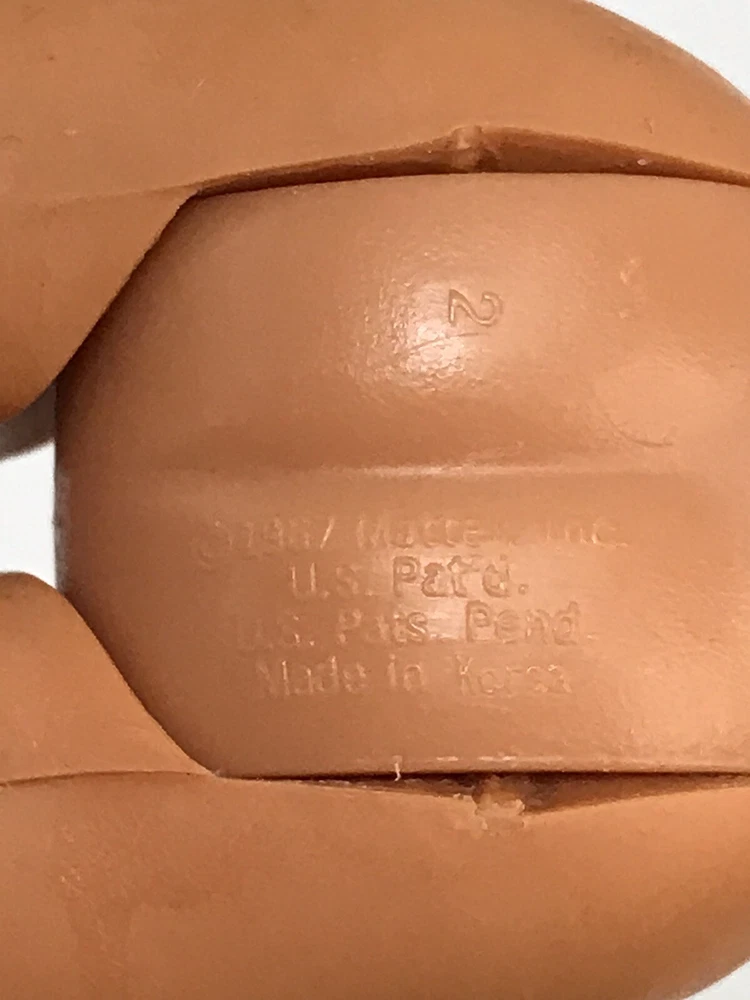 2
©1987 Mattel, Inc.
U.S. Pat'd.
U.S. Pats. Pend.
Made in Korea